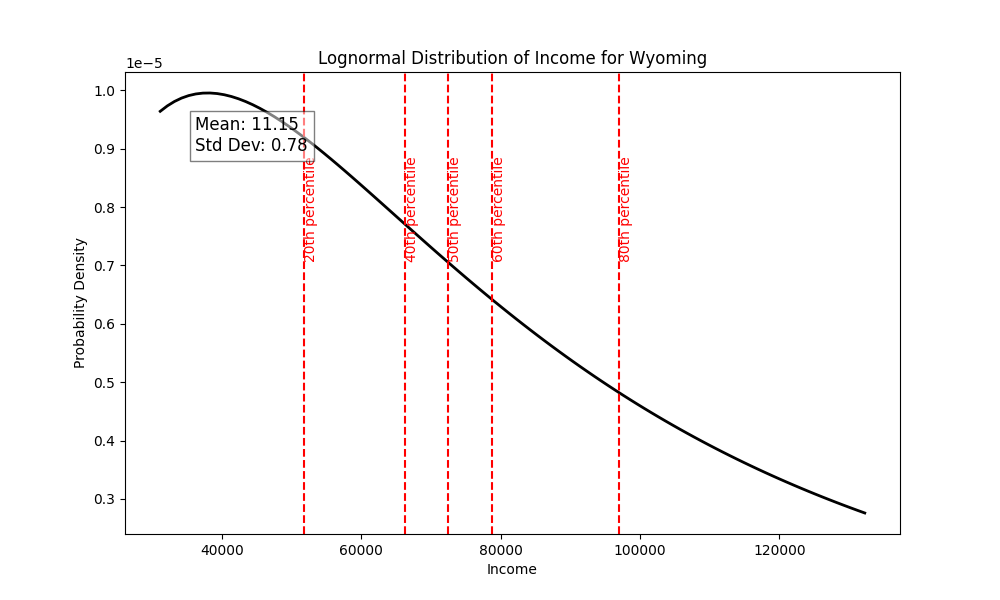 Lognormal Distribution of Income for Wyoming
1e−5
Mean: 11.15
Std Dev: 0.78
20th percentile
40th percentile
50th percentile
60th percentile
80th percentile
Probability Density
1.0
0.9
0.8
0.7
0.6
0.5
0.4
0.3
40000
60000
80000
100000
120000
Income